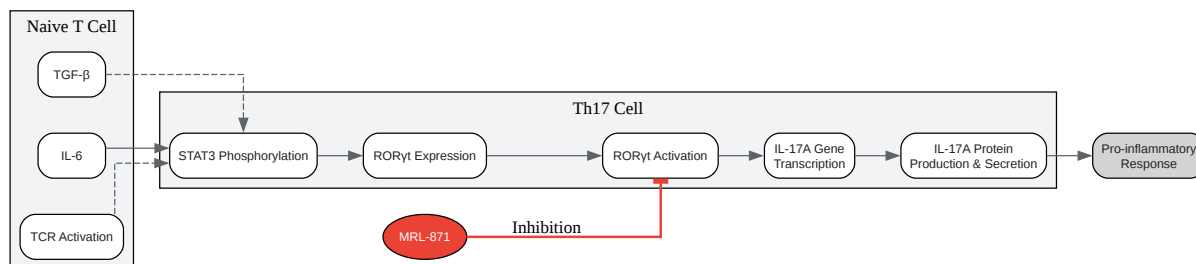 Naive T Cell
TGF-β
IL-6
TCR Activation
Th17 Cell
STAT3 Phosphorylation
RORγt Expression
RORγt Activation
IL-17A Gene
Transcription
IL-17A Protein
Production & Secretion
Pro-inflammatory
Response
MRL-871
Inhibition